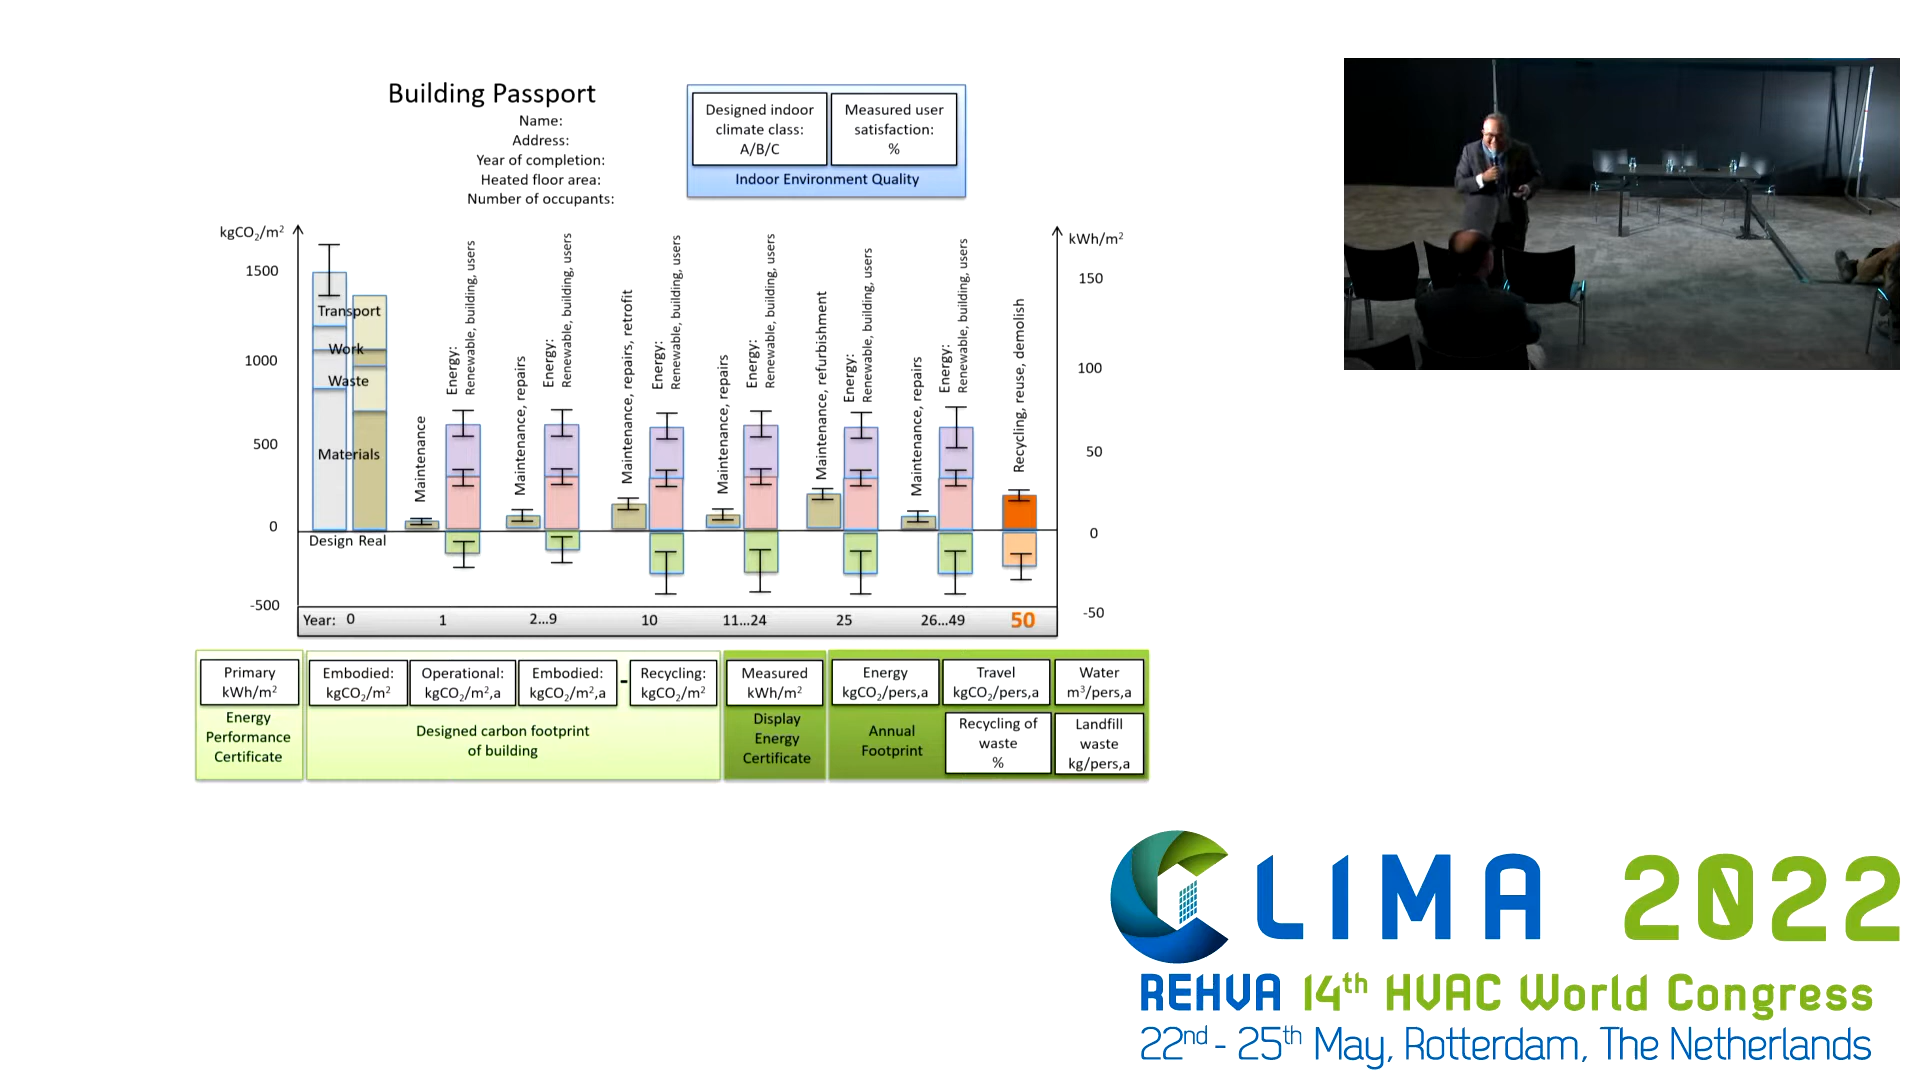 Building Passport
Name:
Address:
Year of completion:
Heated floor area:
Number of occupants:
Designed indoor
climate class:
A/B/C
Measured user
satisfaction:
%
Indoor Environment Quality
kgCO₂/m²
1500
1000
500
0
-500
kWh/m²
150
100
50
0
-50
Transport
Work
Waste
Materials
Design Real
Maintenance
Energy:
Renewable, building, users
Maintenance, repairs
Energy:
Renewable, building, users
Maintenance, repairs, retrofit
Energy:
Renewable, building, users
Maintenance, repairs
Energy:
Renewable, building, users
Maintenance, refurbishment
Energy:
Renewable, building, users
Maintenance, repairs
Energy:
Renewable, building, users
Recycling, reuse, demolish
Year: 0 1 2...9 10 11...24 25 26...49 50
Primary
kWh/m²
Energy
Performance
Certificate
Embodied:
kgCO₂/m²
Operational:
kgCO₂/m²,a
Embodied:
kgCO₂/m²,a
-
Recycling:
kgCO₂/m²
Designed carbon footprint
of building
Measured
kWh/m²
Display
Energy
Certificate
Energy
kgCO₂/pers,a
Travel
kgCO₂/pers,a
Water
m³/pers,a
Annual
Footprint
Recycling of
waste
%
Landfill
waste
kg/pers,a
CLIMA 2022
REHVA 14th HVAC World Congress
22nd - 25th May, Rotterdam, The Netherlands